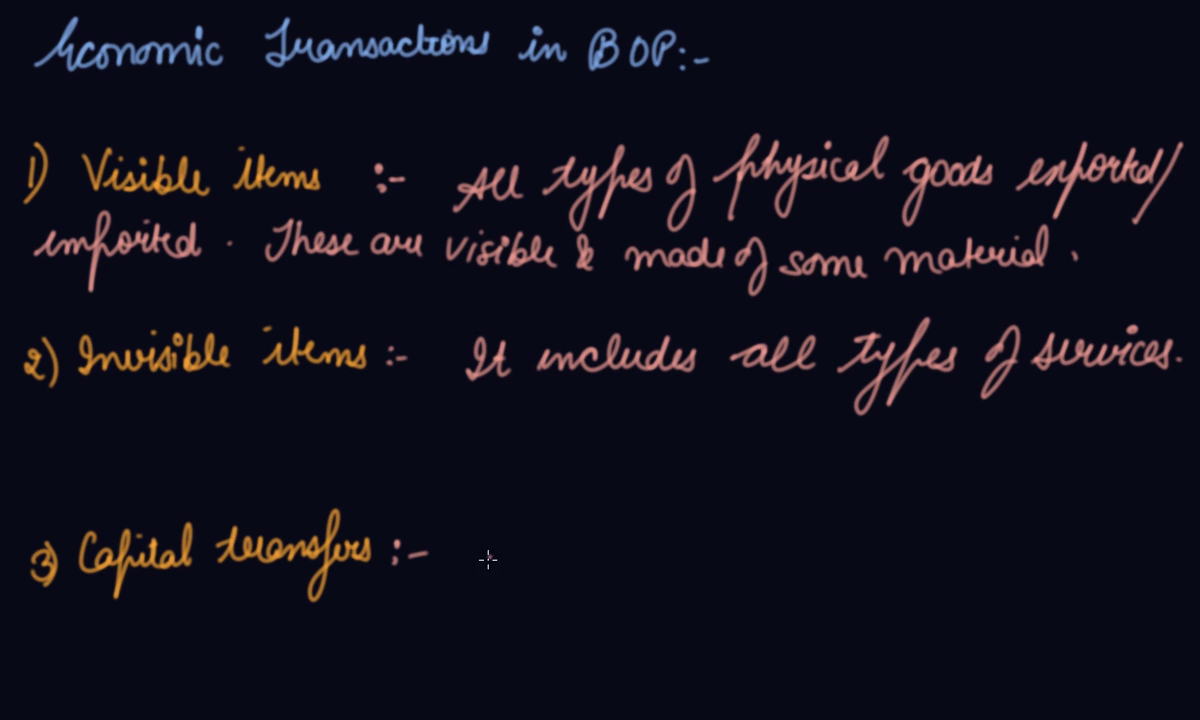 Economic Transactions in BOP:-
1) Visible items :- All types of physical goods exported/
imported. These are visible & made of some material.
2) Invisible items :- It includes all types of services.
3) Capital transfers :-